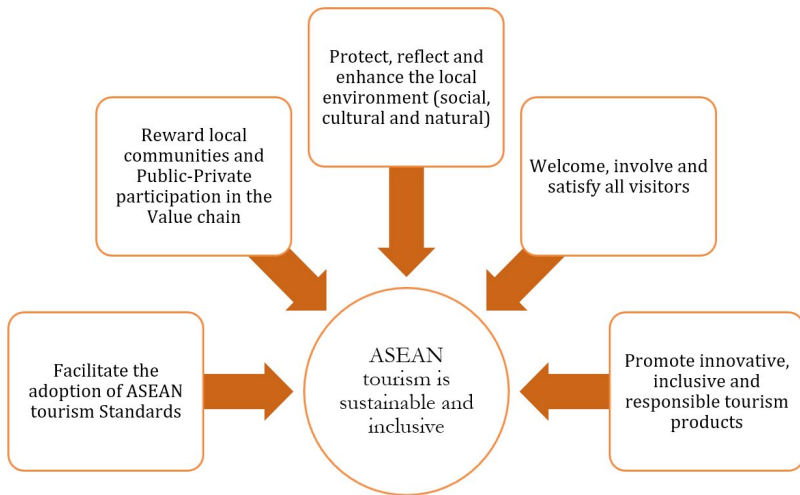 Protect, reflect and
enhance the local
environment (social,
cultural and natural)
Reward local
communities and
Public-Private
participation in the
Value chain
Welcome, involve and
satisfy all visitors
Facilitate the
adoption of ASEAN
tourism Standards
ASEAN
tourism is
sustainable and
inclusive
Promote innovative,
inclusive and
responsible tourism
products